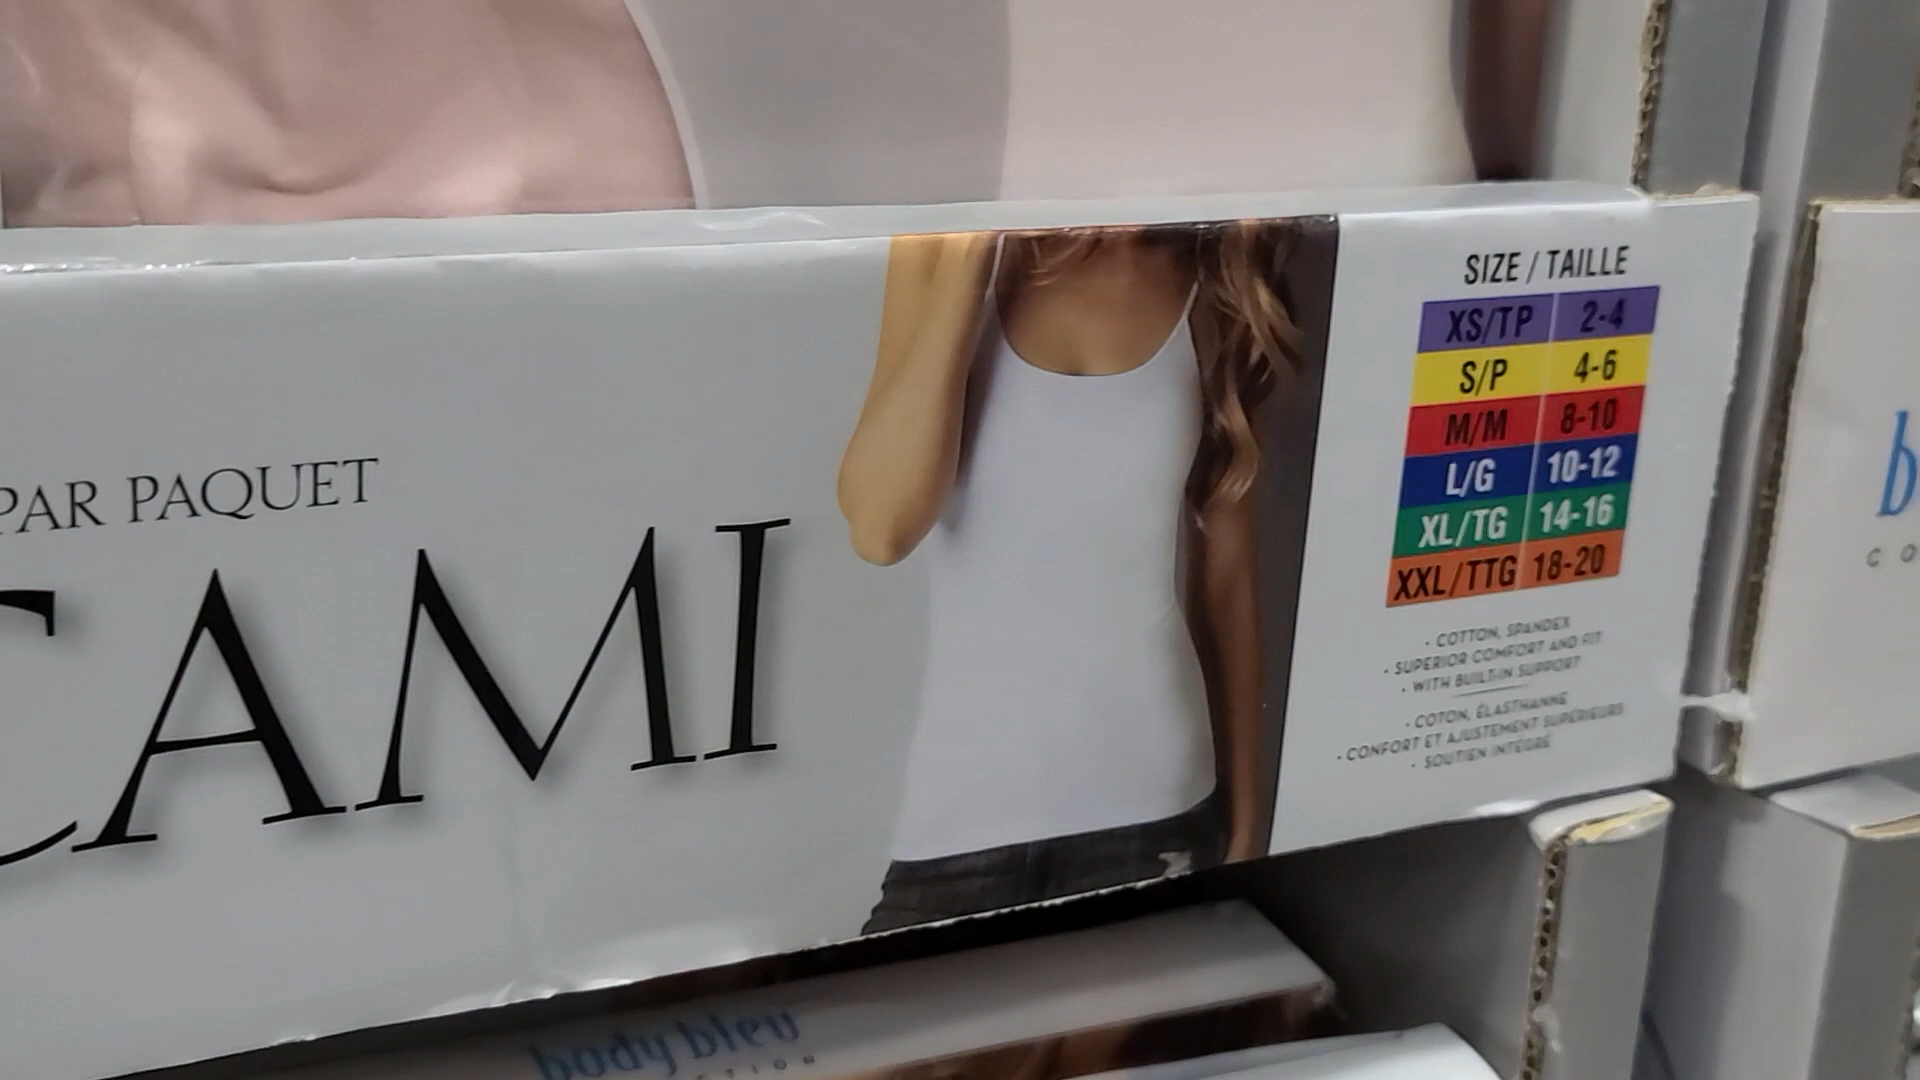 PAR PAQUET
CAMI
SIZE / TAILLE
XS/TP 2-4
S/P 4-6
M/M 8-10
L/G 10-12
XL/TG 14-16
XXL/TTG 18-20
• COTTON, SPANDEX
• SUPERIOR COMFORT AND FIT
• WITH BUILT-IN SUPPORT
• COTON, ÉLASTHANNE
• CONFORT ET AJUSTEMENT SUPÉRIEURS
• SOUTIEN INTÉGRÉ
body bleu